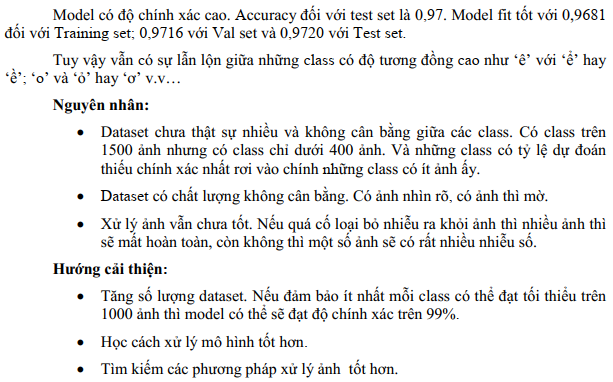 Model có độ chính xác cao. Accuracy đối với test set là 0,97. Model fit tốt với 0,9681
đối với Training set; 0,9716 với Val set và 0,9720 với Test set.
Tuy vậy vẫn có sự lẫn lộn giữa những class có độ tương đồng cao như ‘ê’ với ‘ể’ hay
‘ề’; ‘o’ và ‘ỏ’ hay ‘ơ’ v.v…
Nguyên nhân:
• Dataset chưa thật sự nhiều và không cân bằng giữa các class. Có class trên
1500 ảnh nhưng có class chỉ dưới 400 ảnh. Và những class có tỷ lệ dự đoán
thiếu chính xác nhất rơi vào chính những class có ít ảnh ấy.
• Dataset có chất lượng không cân bằng. Có ảnh nhìn rõ, có ảnh thì mờ.
• Xử lý ảnh vẫn chưa tốt. Nếu quá cố loại bỏ nhiễu ra khỏi ảnh thì nhiều ảnh thì
sẽ mất hoàn toàn, còn không thì một số ảnh sẽ có rất nhiều nhiễu số.
Hướng cải thiện:
• Tăng số lượng dataset. Nếu đảm bảo ít nhất mỗi class có thể đạt tối thiểu trên
1000 ảnh thì model có thể sẽ đạt độ chính xác trên 99%.
• Học cách xử lý mô hình tốt hơn.
• Tìm kiếm các phương pháp xử lý ảnh tốt hơn.